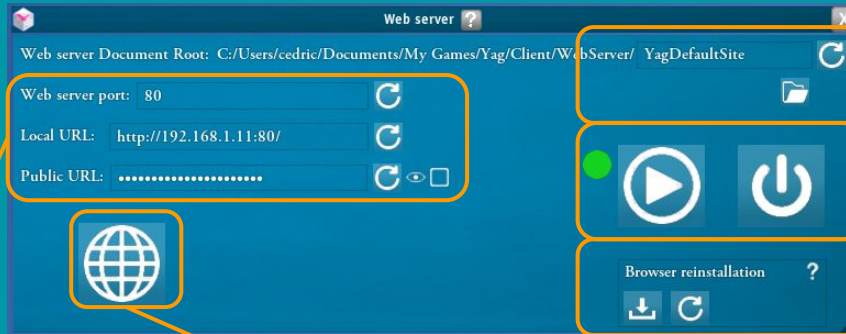 Web server ?
Web server Document Root: C:/Users/cedric/Documents/My Games/Yag/Client/WebServer/ YagDefaultSite
Web server port: 80
Local URL: http://192.168.1.11:80/
Public URL: ••••••••••••••••••••••
Browser reinstallation ?